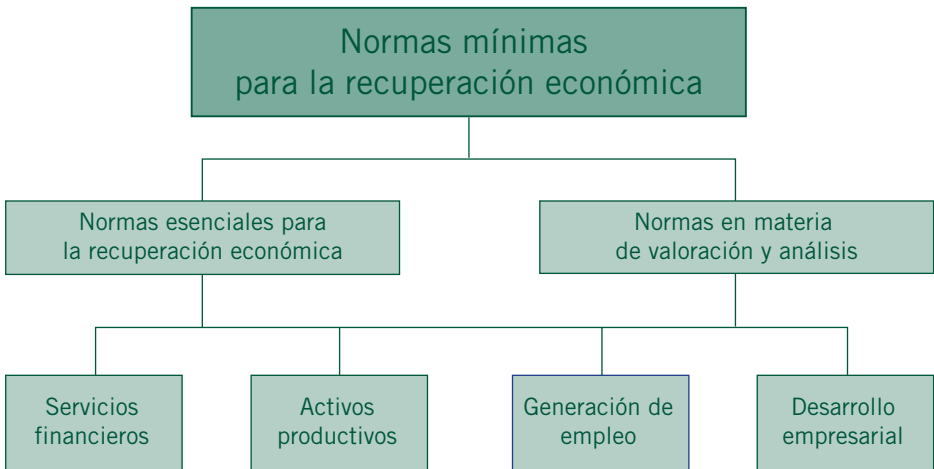 Normas mínimas
para la recuperación económica
Normas esenciales para
la recuperación económica
Normas en materia
de valoración y análisis
Servicios
financieros
Activos
productivos
Generación de
empleo
Desarrollo
empresarial